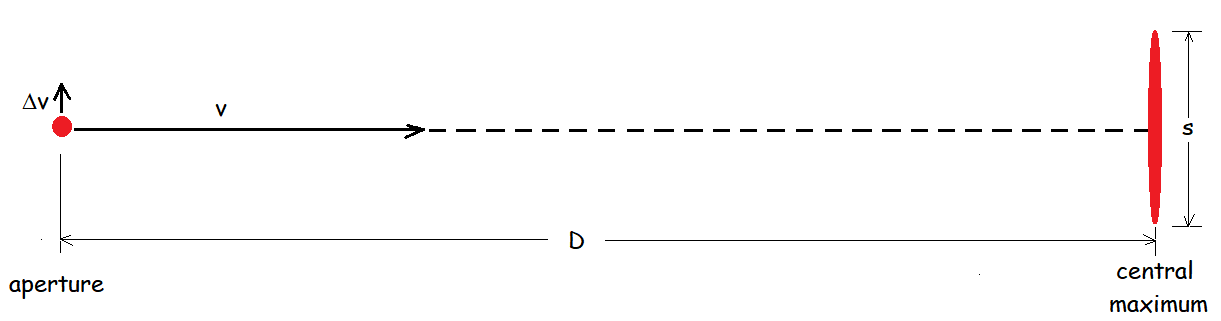 Δv
v
s
D
aperture
central
maximum